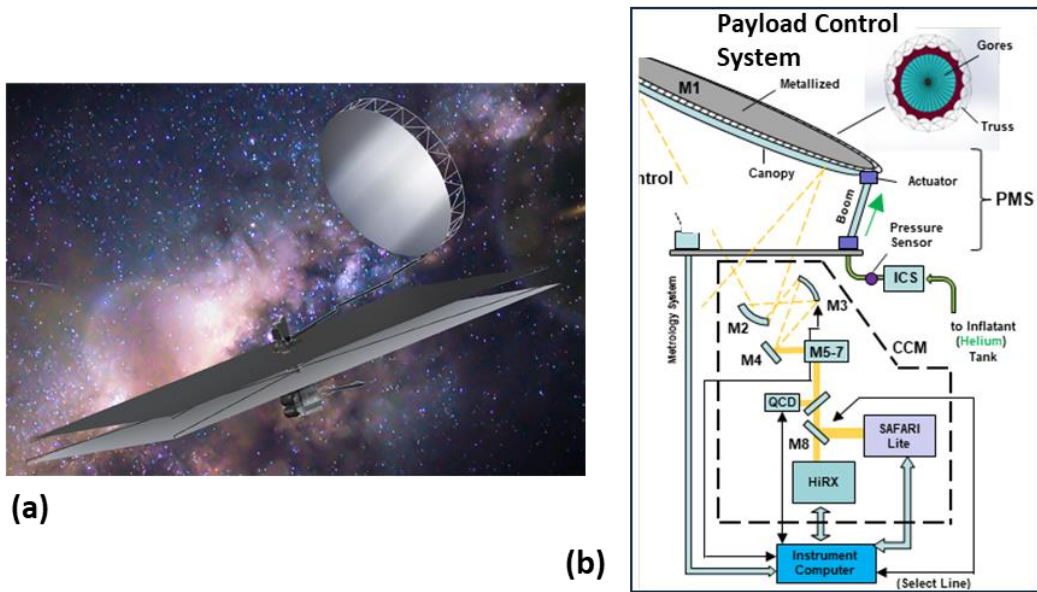 (a)
Payload Control
System
Gores
M1
Metallized
Truss
ntrol
Canopy
Actuator
PMS
Boom
Pressure
Sensor
ICS
Metrology System
M3
M2
to Inflatant
(Helium)
Tank
M4
M5-7
CCM
QCD
M8
SAFARI
Lite
HiRX
(b)
Instrument
Computer
(Select Line)